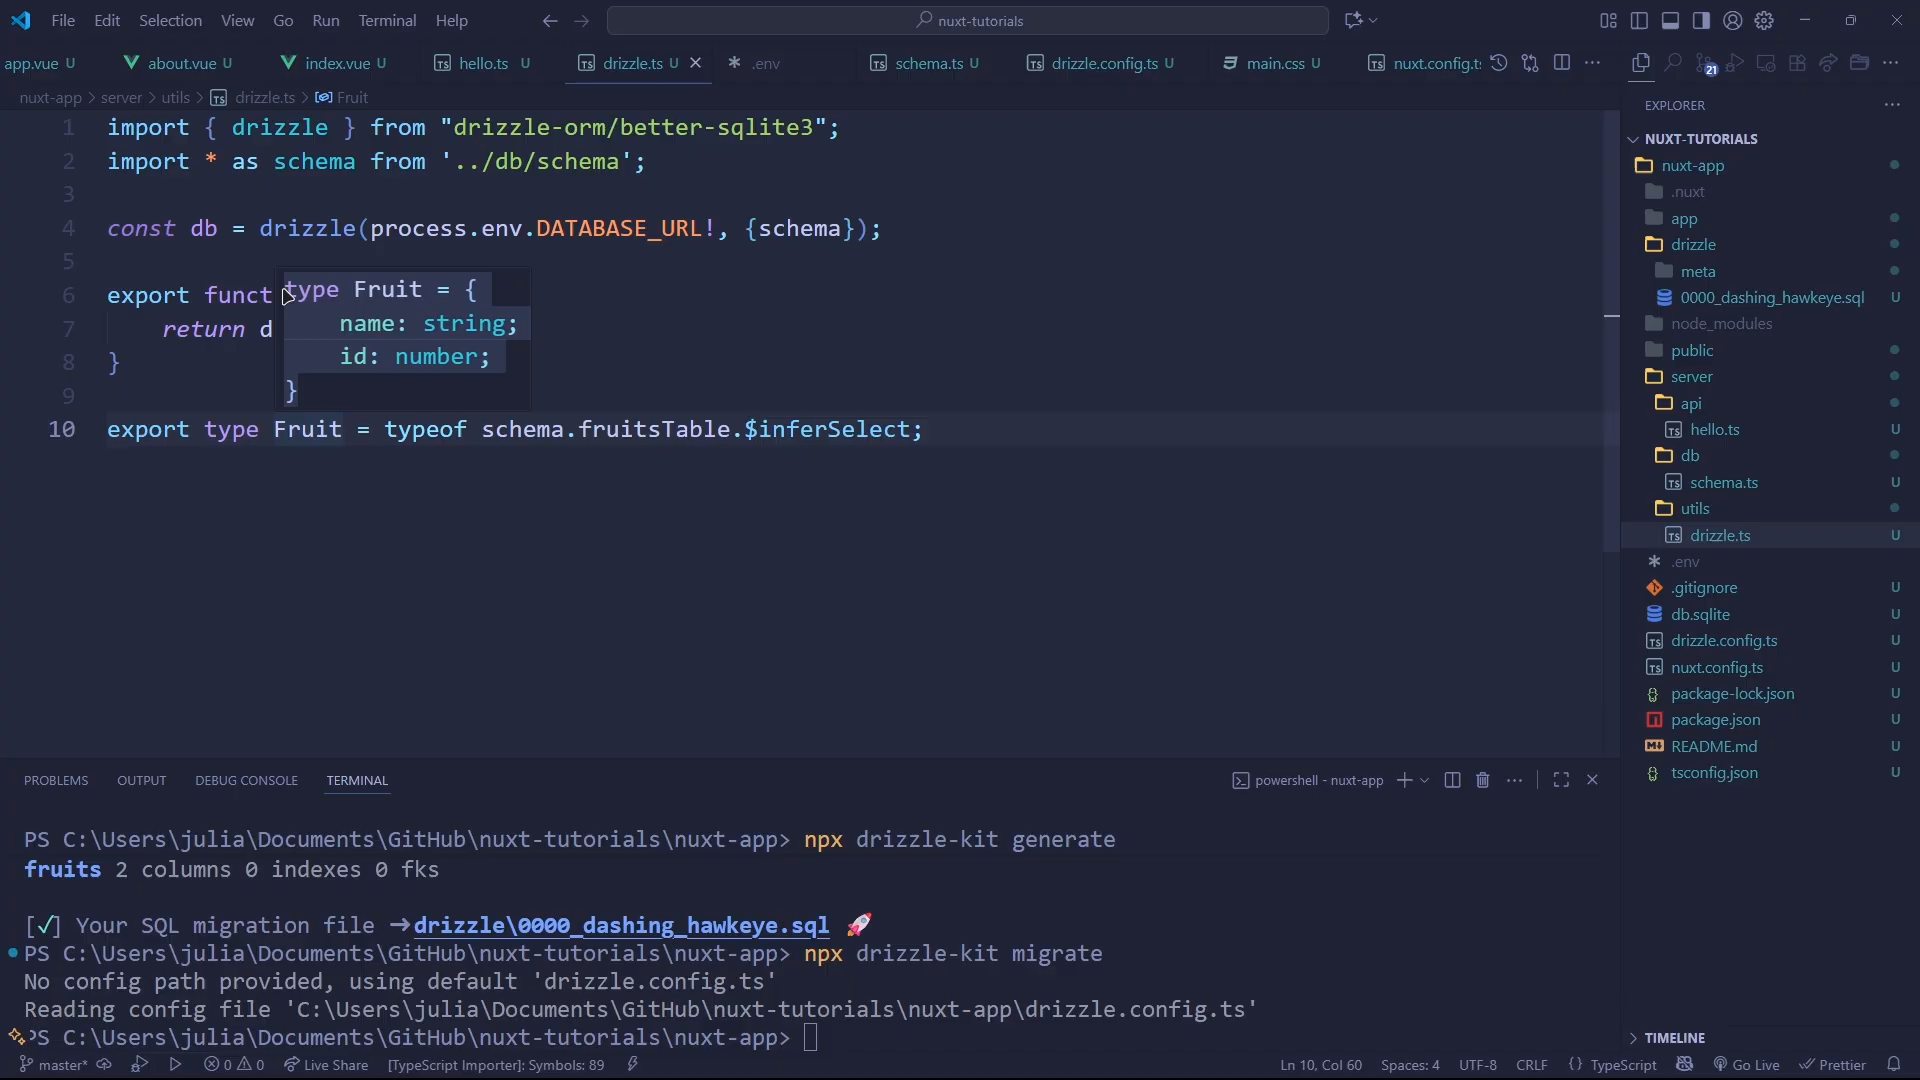 File Edit Selection View Go Run Terminal Help
nuxt-tutorials
app.vue U about.vue U index.vue U hello.ts U drizzle.ts U .env schema.ts U drizzle.config.ts U main.css U nuxt.config.t
21
nuxt-app > server > utils > drizzle.ts > Fruit
1 import { drizzle } from "drizzle-orm/better-sqlite3";
2 import * as schema from '../db/schema';
3
4 const db = drizzle(process.env.DATABASE_URL!, {schema});
5
6 export funct
7 return d
8 }
9
10 export type Fruit = typeof schema.fruitsTable.$inferSelect;
type Fruit = {
name: string;
id: number;
}
EXPLORER
NUXT-TUTORIALS
nuxt-app
.nuxt
app
drizzle
meta
0000_dashing_hawkeye.sql U
node_modules
public
server
api
hello.ts U
db
schema.ts U
utils
drizzle.ts U
.env
.gitignore U
db.sqlite U
drizzle.config.ts U
nuxt.config.ts U
package-lock.json U
package.json U
README.md U
tsconfig.json U
TIMELINE
PROBLEMS OUTPUT DEBUG CONSOLE TERMINAL
powershell - nuxt-app
PS C:\Users\julia\Documents\GitHub\nuxt-tutorials\nuxt-app> npx drizzle-kit generate
fruits 2 columns 0 indexes 0 fks
[✓] Your SQL migration file ➜ drizzle\0000_dashing_hawkeye.sql 🚀
PS C:\Users\julia\Documents\GitHub\nuxt-tutorials\nuxt-app> npx drizzle-kit migrate
No config path provided, using default 'drizzle.config.ts'
Reading config file 'C:\Users\julia\Documents\GitHub\nuxt-tutorials\nuxt-app\drizzle.config.ts'
PS C:\Users\julia\Documents\GitHub\nuxt-tutorials\nuxt-app>
master* 0 0 Live Share [TypeScript Importer]: Symbols: 89 Ln 10, Col 60 Spaces: 4 UTF-8 CRLF {} TypeScript Go Live Prettier